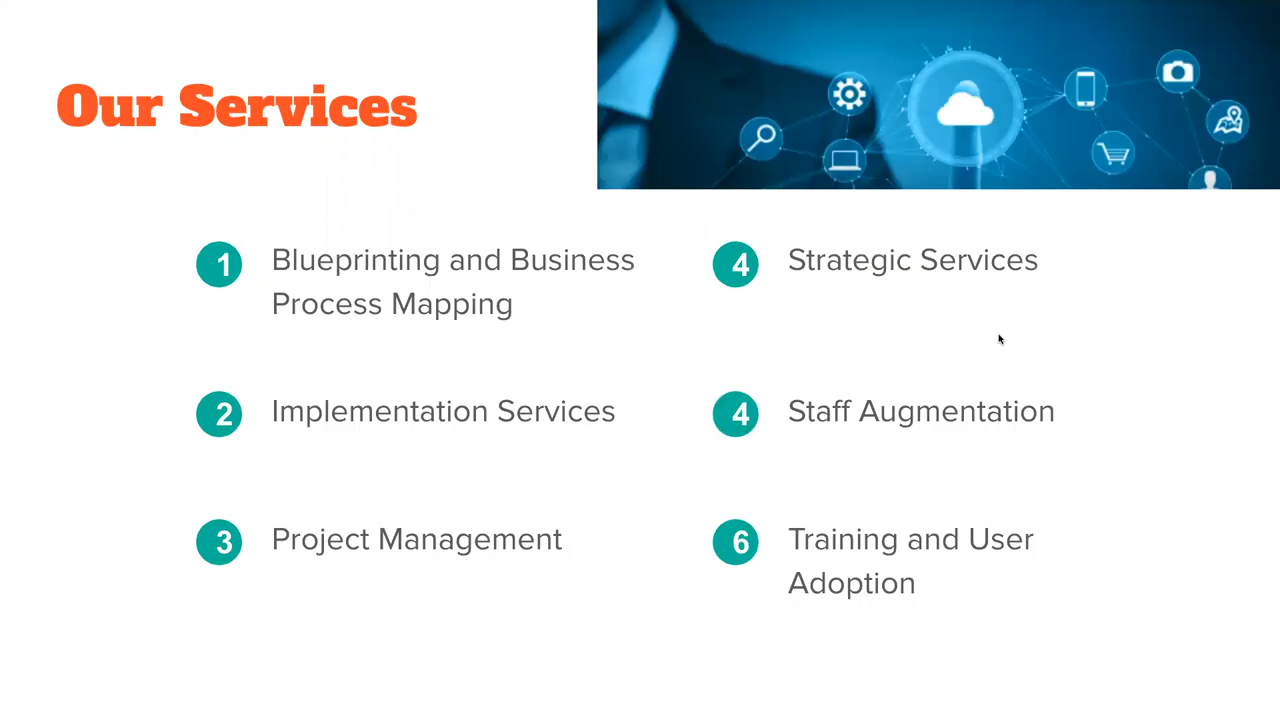 Our Services
1 Blueprinting and Business
Process Mapping
2 Implementation Services
3 Project Management
4 Strategic Services
4 Staff Augmentation
6 Training and User
Adoption